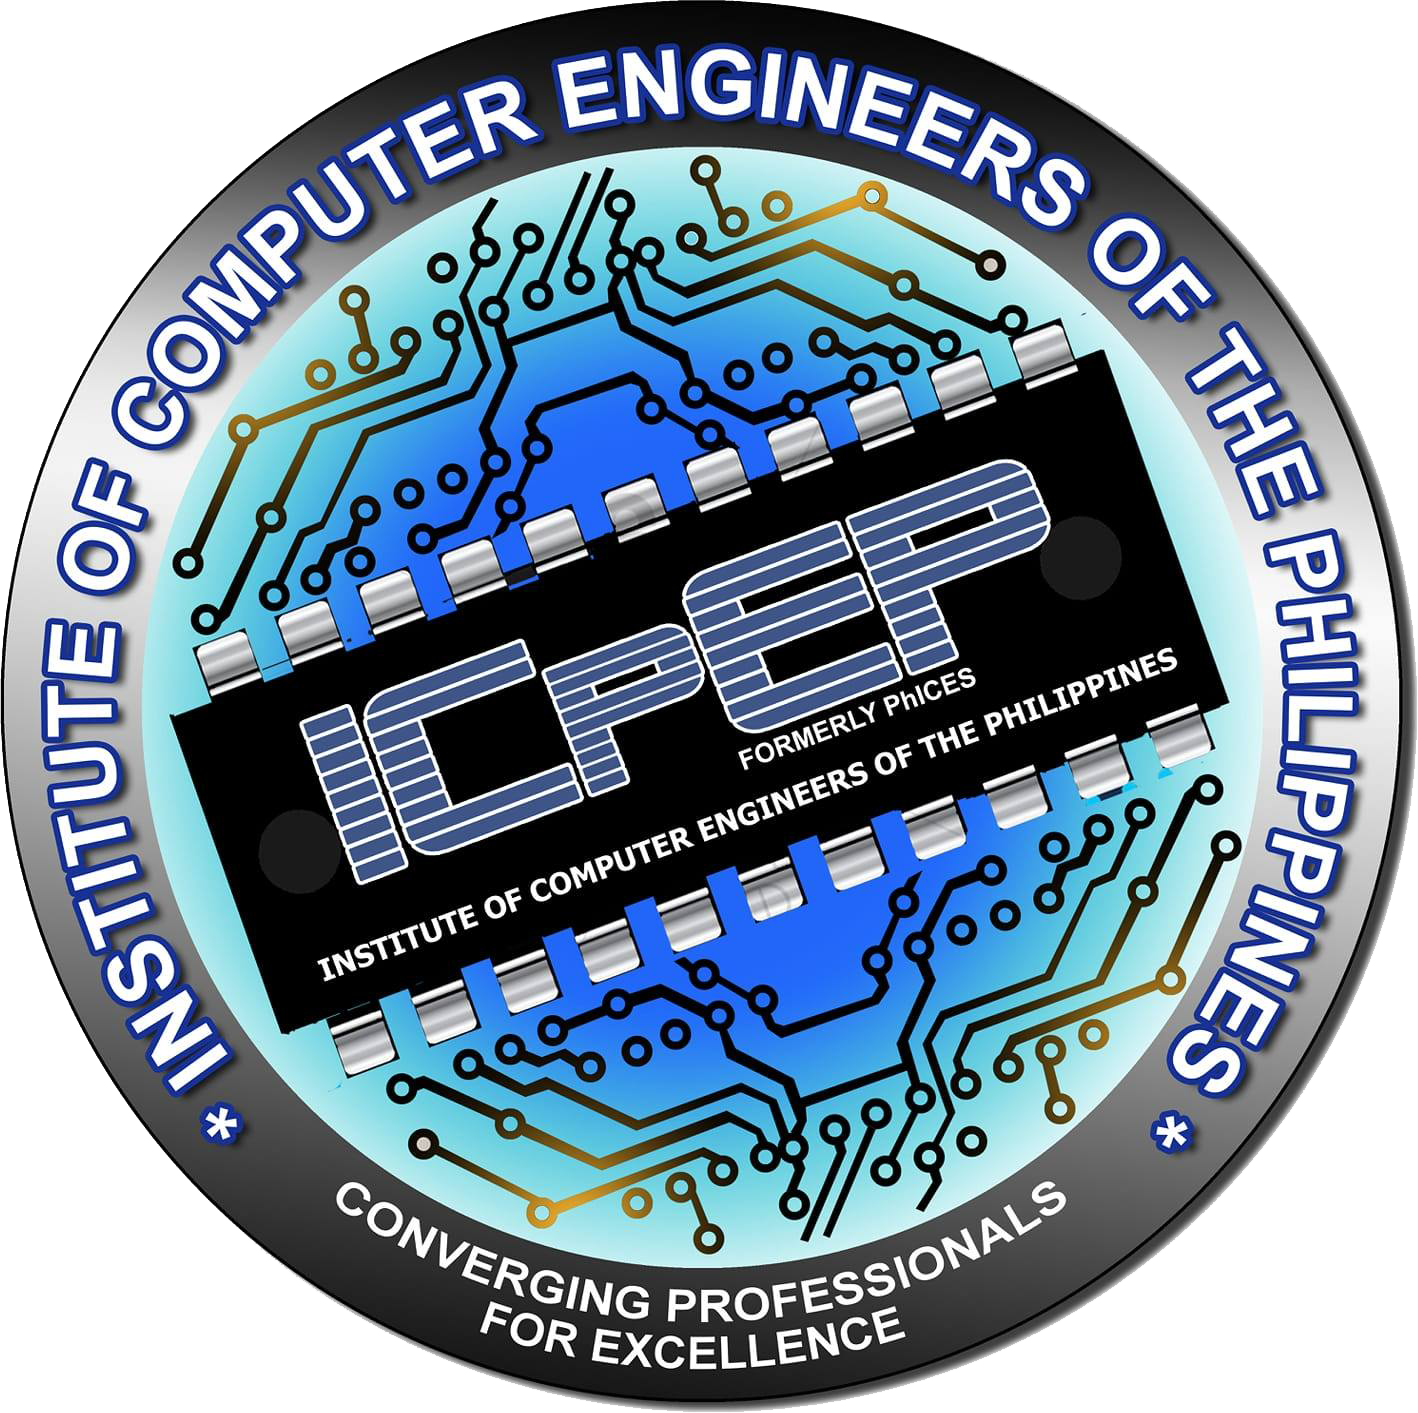 INSTITUTE OF COMPUTER ENGINEERS OF THE PHILIPPINES
ICPEP
FORMERLY PhICES
INSTITUTE OF COMPUTER ENGINEERS OF THE PHILIPPINES
* *
CONVERGING PROFESSIONALS
FOR EXCELLENCE